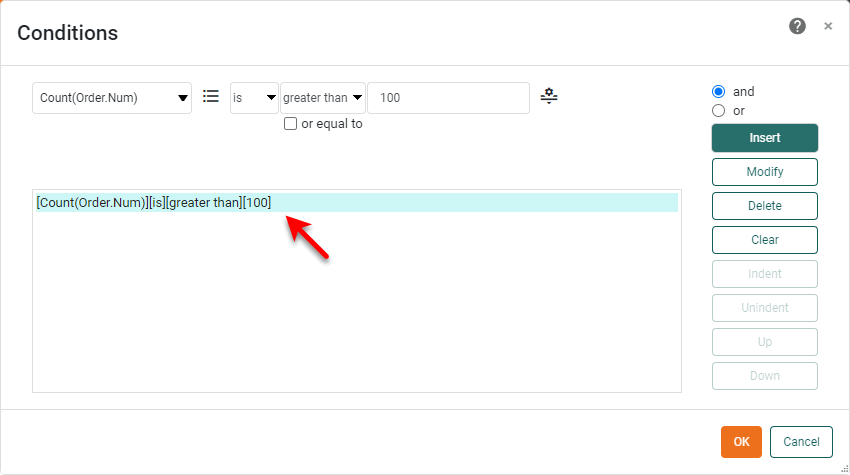 Conditions
Count(Order.Num) is greater than 100
or equal to
and
or
Insert
Modify
Delete
Clear
Indent
Unindent
Up
Down
[Count(Order.Num)][is][greater than][100]
OK Cancel